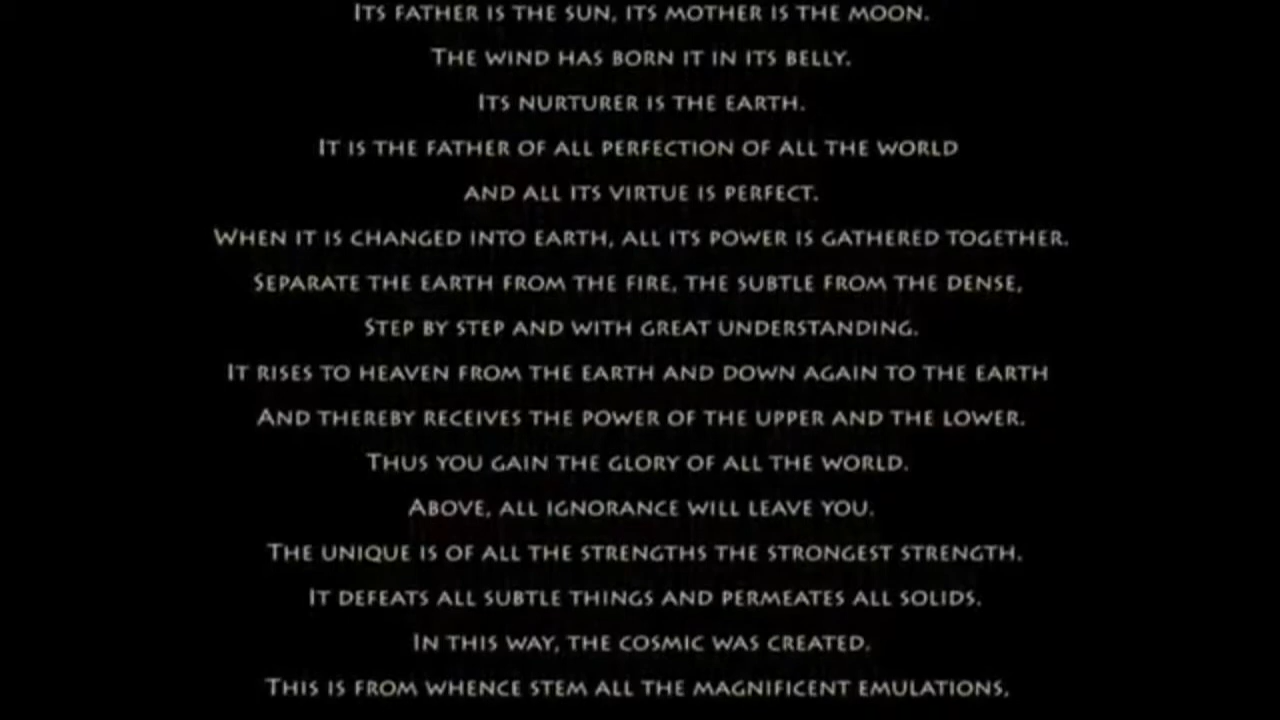 Its father is the sun, its mother is the moon.
The wind has born it in its belly.
Its nurturer is the earth.
It is the father of all perfection of all the world
and all its virtue is perfect.
When it is changed into earth, all its power is gathered together.
Separate the earth from the fire, the subtle from the dense,
Step by step and with great understanding.
It rises to heaven from the earth and down again to the earth
And thereby receives the power of the upper and the lower.
Thus you gain the glory of all the world.
Above, all ignorance will leave you.
The unique is of all the strengths the strongest strength.
It defeats all subtle things and permeates all solids.
In this way, the cosmic was created.
This is from whence stem all the magnificent emulations,